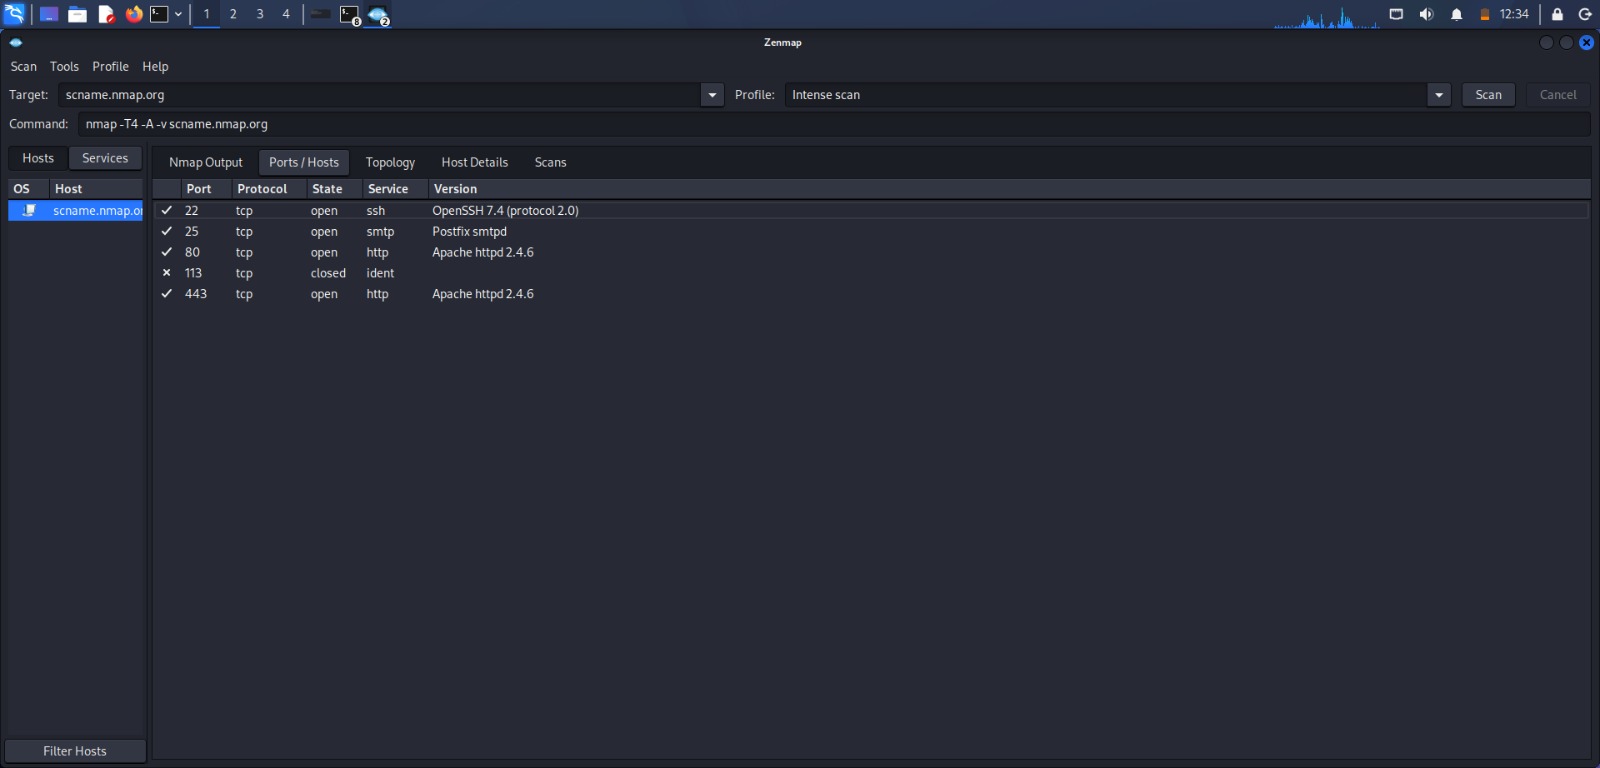 1 2 3 4 8 2 12:34
Zenmap
Scan Tools Profile Help
Target: scname.nmap.org Profile: Intense scan Scan Cancel
Command: nmap -T4 -A -v scname.nmap.org
Hosts Services
Nmap Output Ports / Hosts Topology Host Details Scans
OS Host
scname.nmap.or
Port Protocol State Service Version
22 tcp open ssh OpenSSH 7.4 (protocol 2.0)
25 tcp open smtp Postfix smtpd
80 tcp open http Apache httpd 2.4.6
113 tcp closed ident
443 tcp open http Apache httpd 2.4.6
Filter Hosts